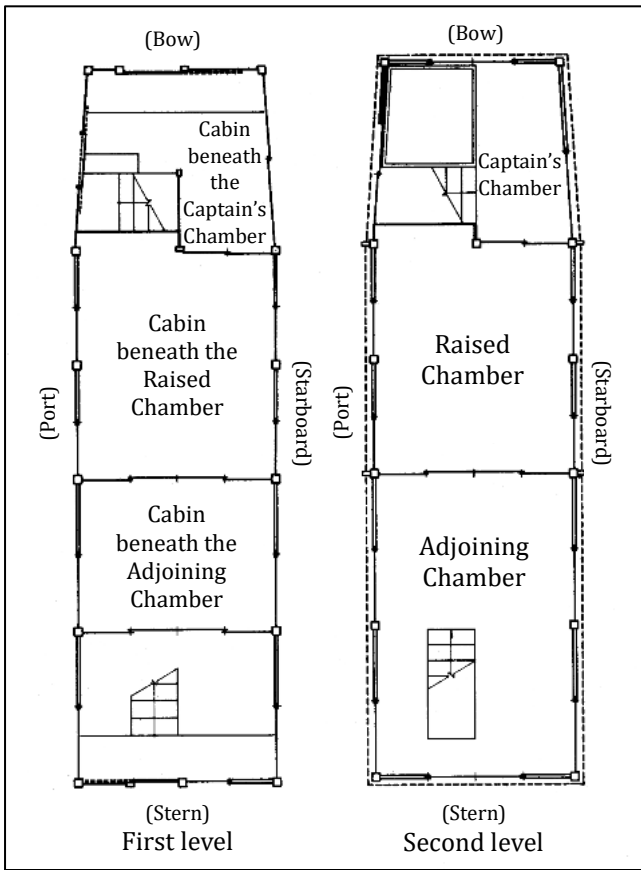 (Bow)
Cabin
beneath
the
Captain's
Chamber
Cabin
beneath the
Raised
Chamber
(Port)
(Starboard)
Cabin
beneath the
Adjoining
Chamber
(Stern)
First level
(Bow)
Captain's
Chamber
Raised
Chamber
(Port)
(Starboard)
Adjoining
Chamber
(Stern)
Second level